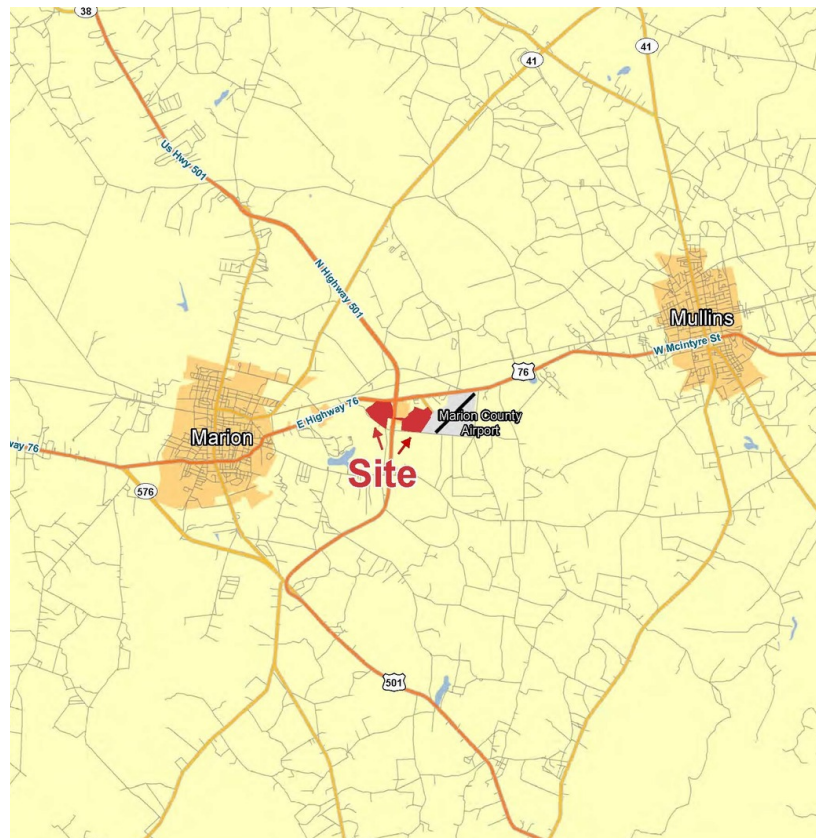 38
41
41
Us Hwy 501
N Highway 501
Mullins
W Mcintyre St
76
E Highway 76
Marion County
Airport
Marion
way 76
Site
576
501